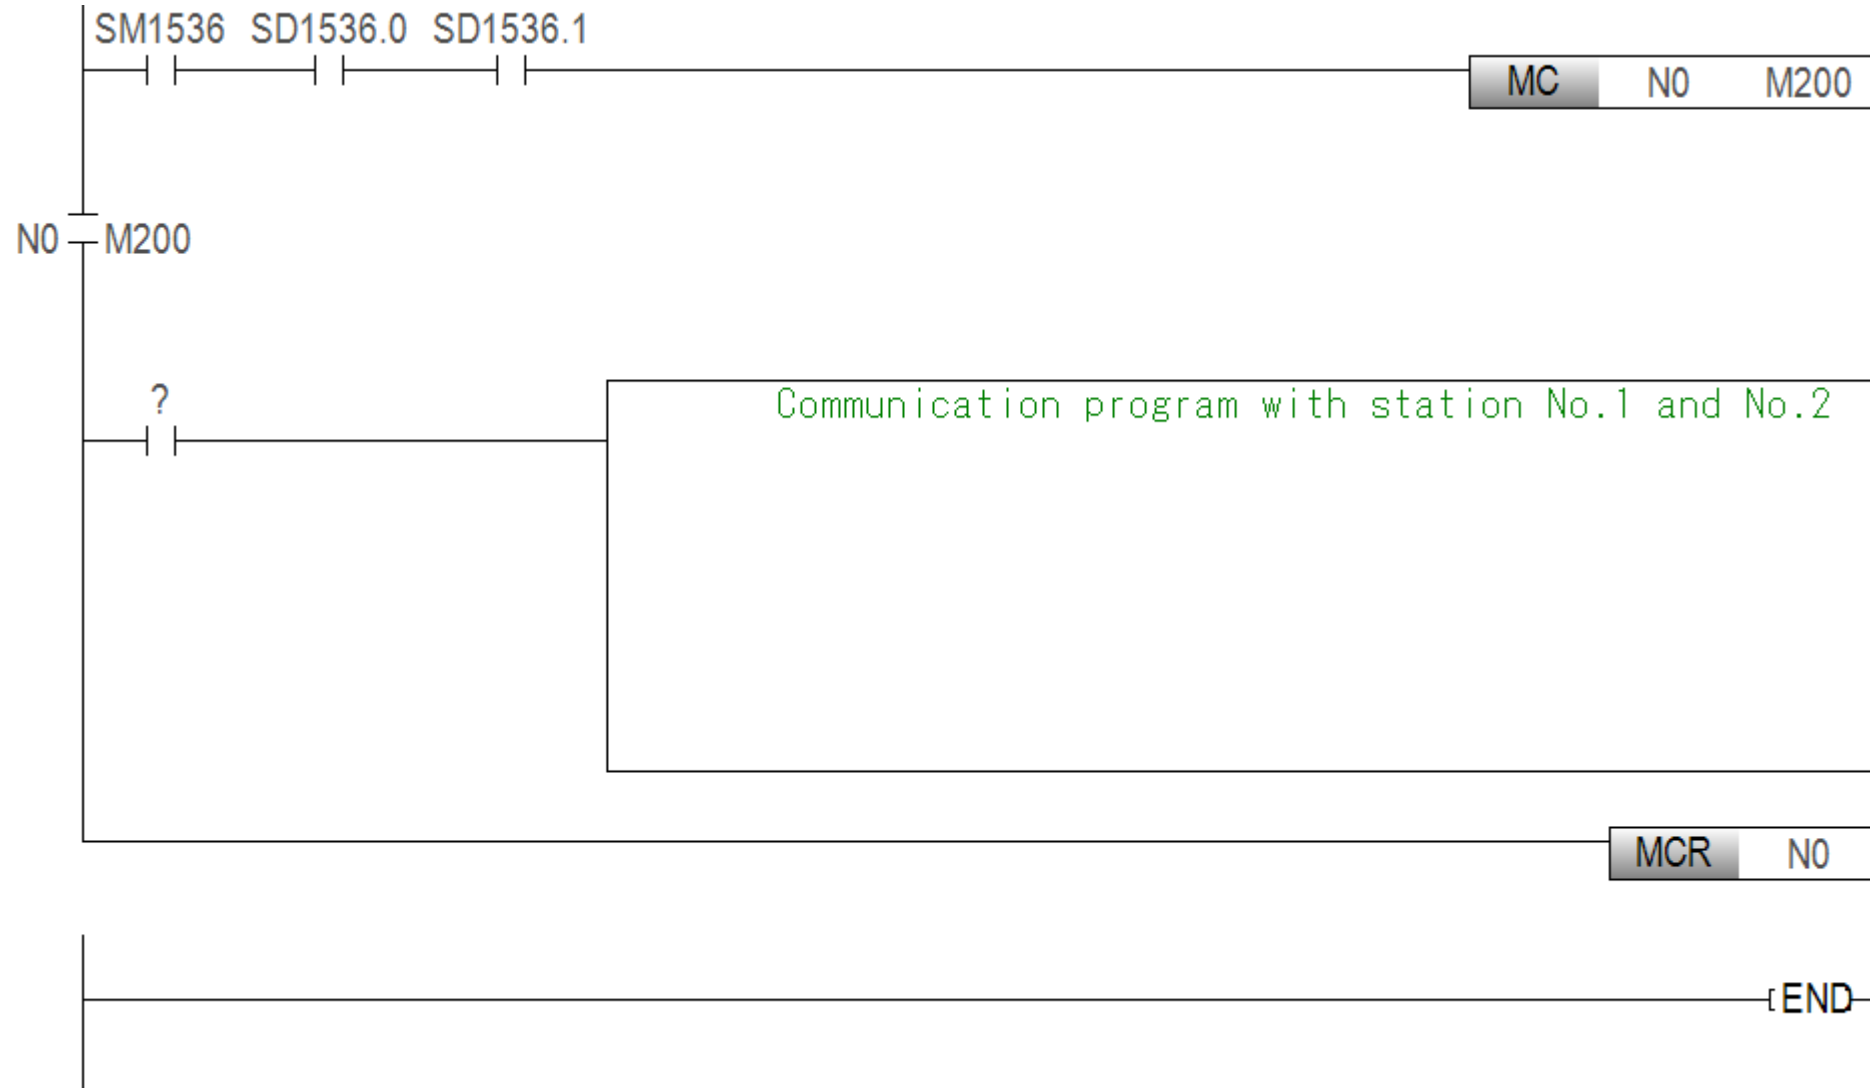 SM1536 SD1536.0 SD1536.1
MC N0 M200
N0 M200
?
Communication program with station No.1 and No.2
MCR N0
END